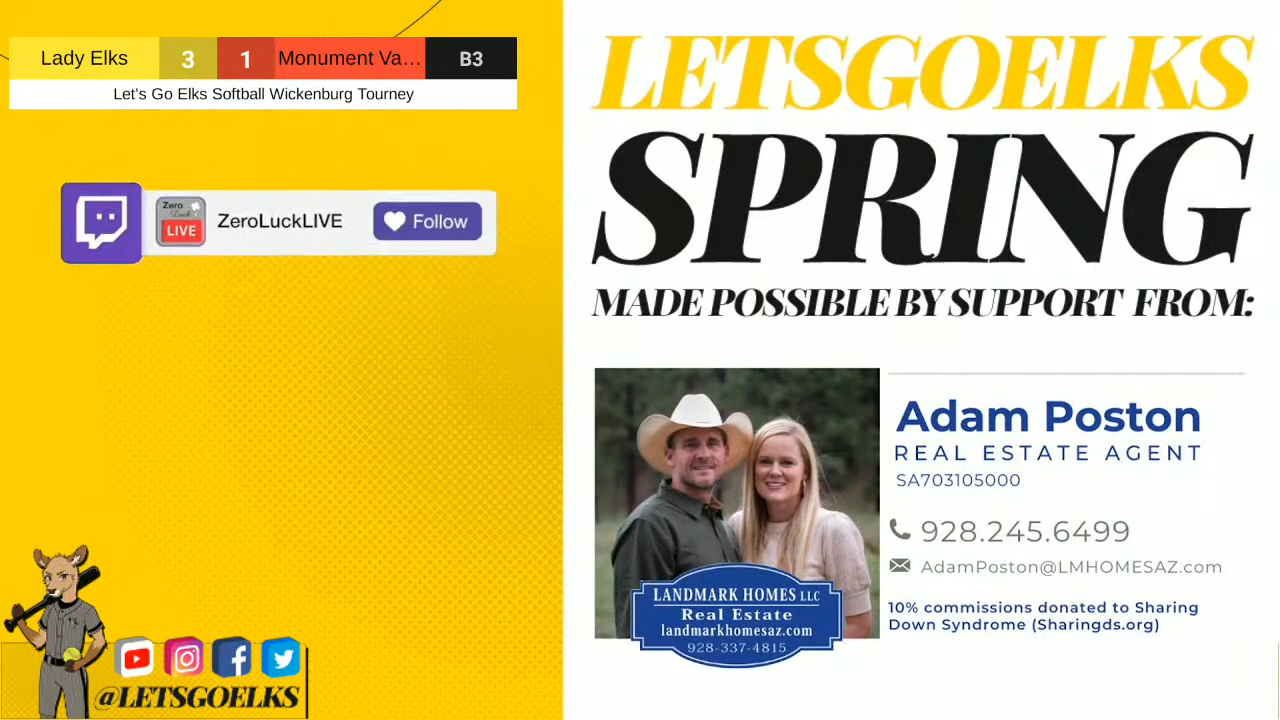 Lady Elks 3 1 Monument Va… B3
Let's Go Elks Softball Wickenburg Tourney
Zero
Luck
LIVE
ZeroLuckLIVE
Follow
@LETSGOELKS
LETSGOELKS
SPRING
MADE POSSIBLE BY SUPPORT FROM:
Adam Poston
REAL ESTATE AGENT
SA703105000
928.245.6499
AdamPoston@LMHOMESAZ.com
10% commissions donated to Sharing
Down Syndrome (Sharingds.org)
LANDMARK HOMES LLC
Real Estate
landmarkhomesaz.com
928-337-4815